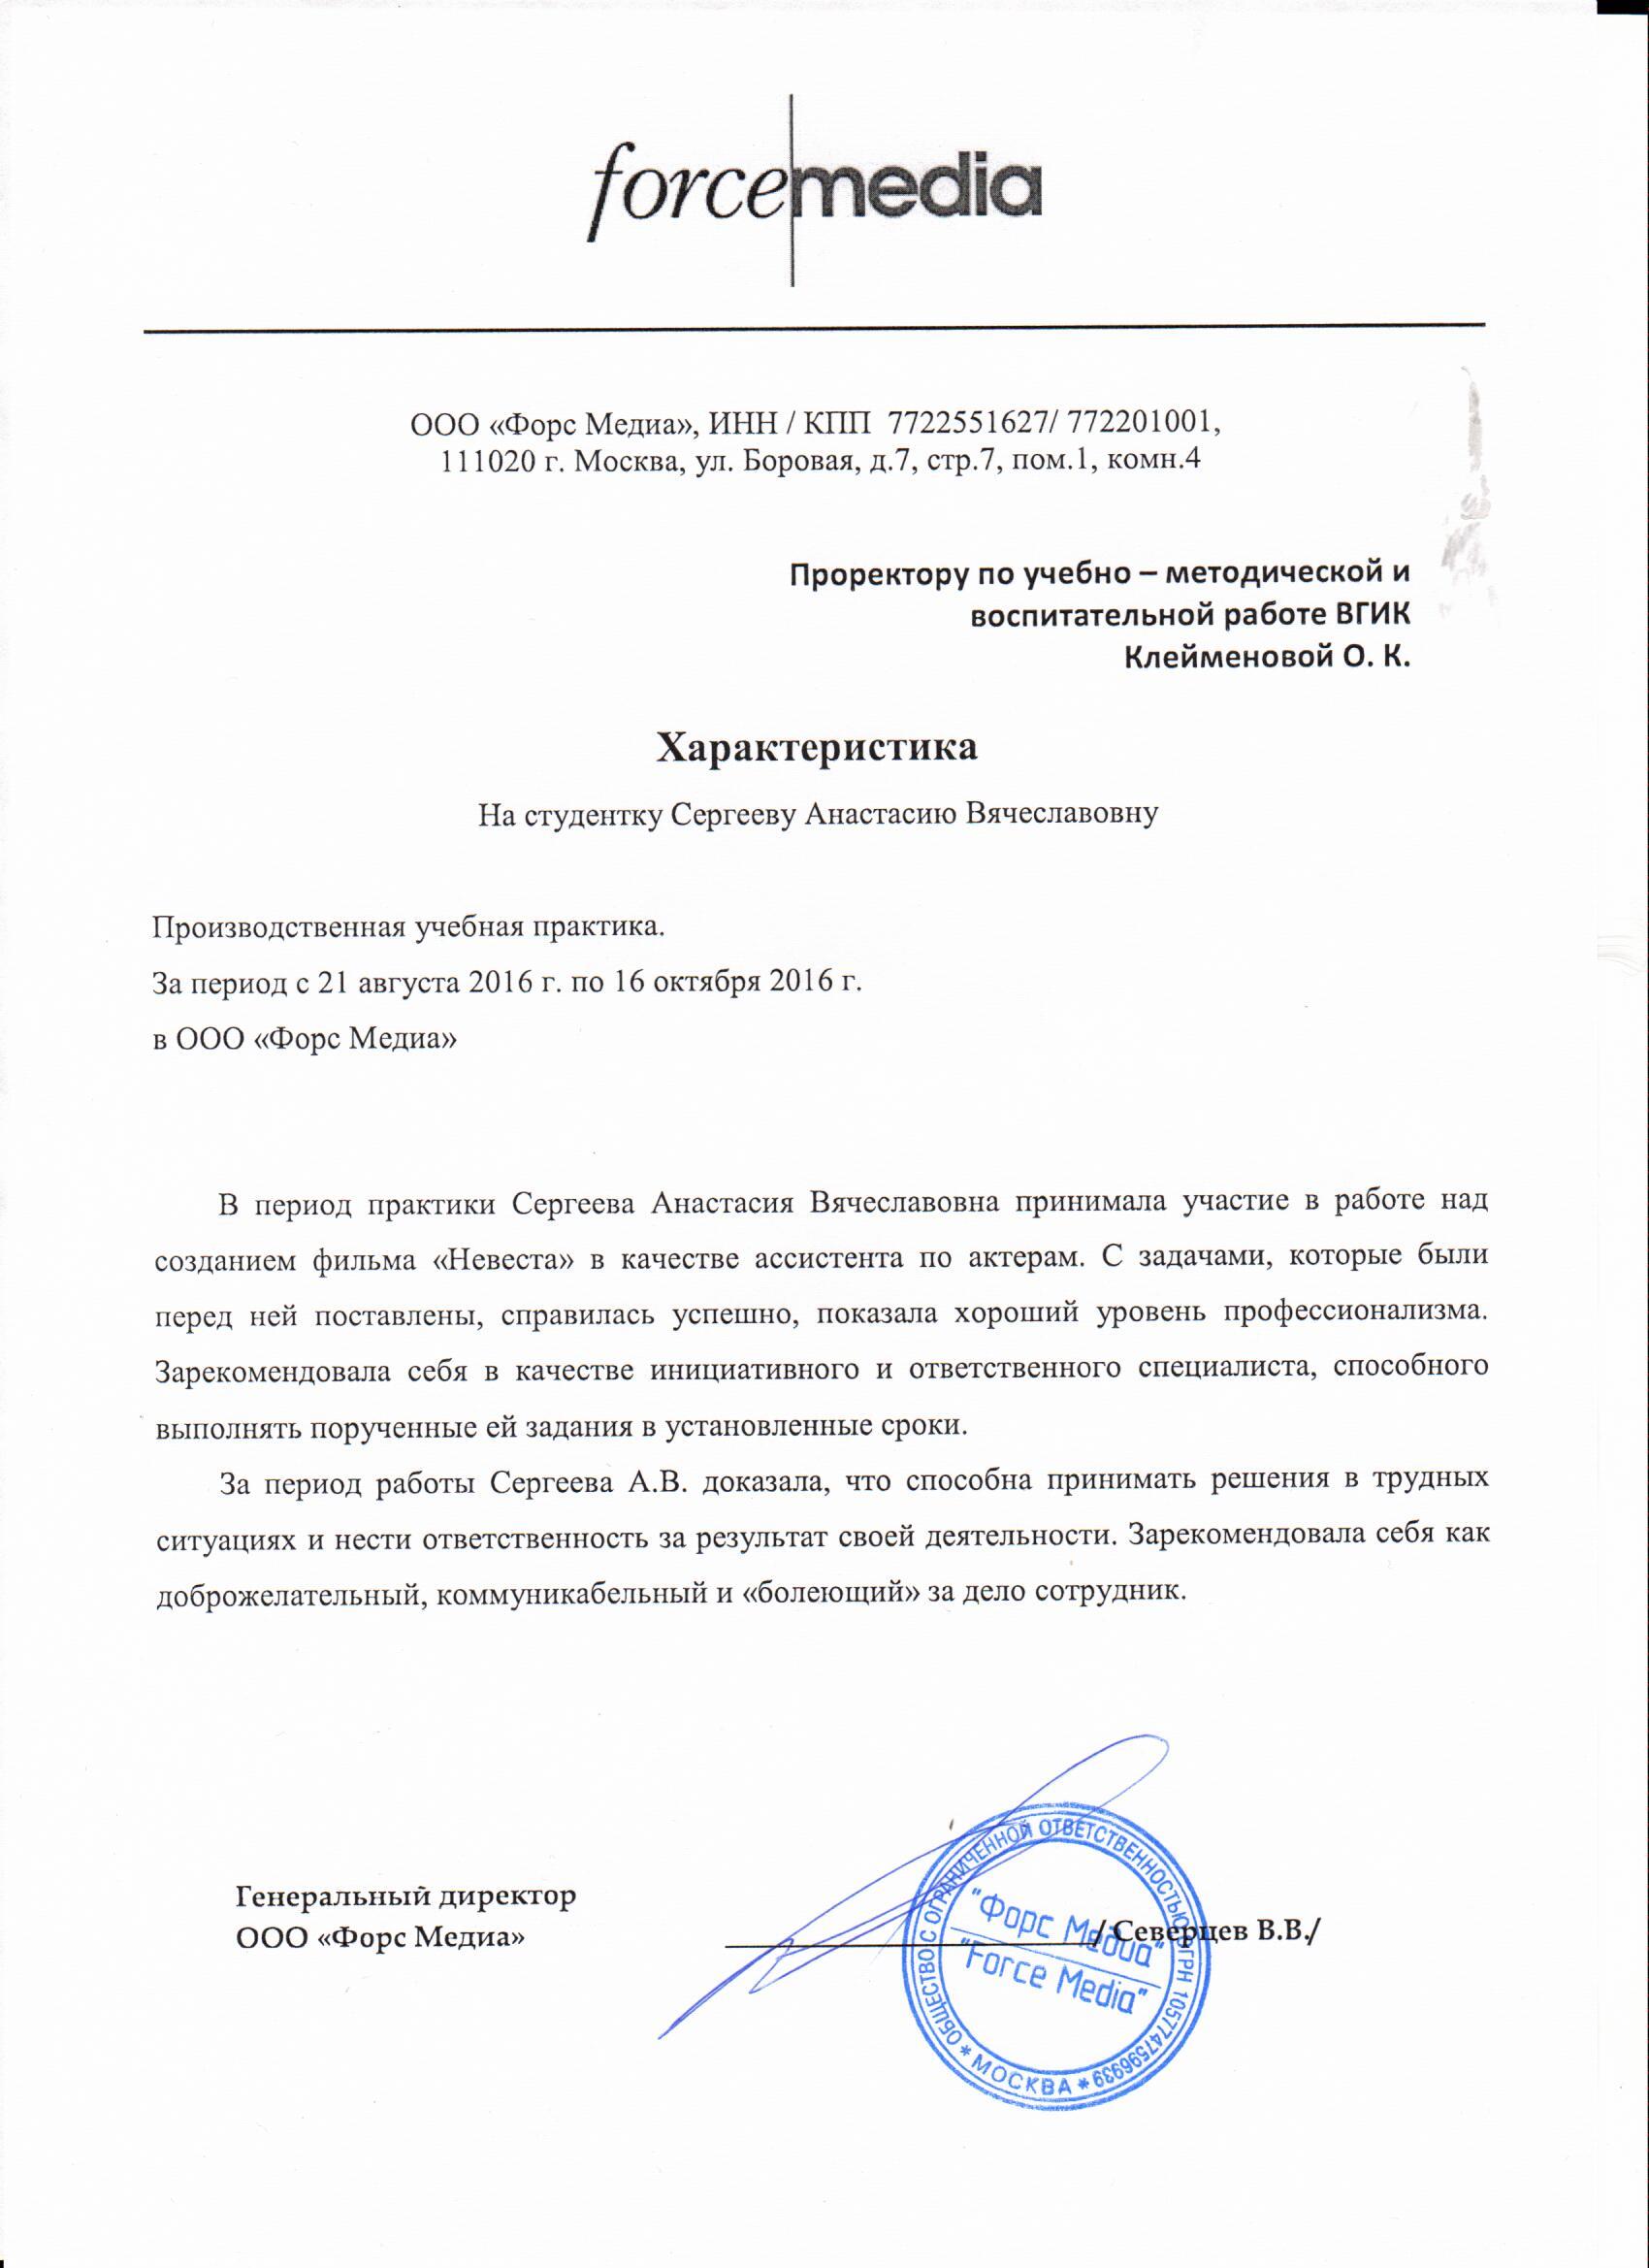 forcemedia
ООО «Форс Медиа», ИНН / КПП 7722551627/ 772201001,
111020 г. Москва, ул. Боровая, д.7, стр.7, пом.1, комн.4
Проректору по учебно – методической и
воспитательной работе ВГИК
Клейменовой О. К.
Характеристика
На студентку Сергееву Анастасию Вячеславовну
Производственная учебная практика.
За период с 21 августа 2016 г. по 16 октября 2016 г.
в ООО «Форс Медиа»
В период практики Сергеева Анастасия Вячеславовна принимала участие в работе над
созданием фильма «Невеста» в качестве ассистента по актерам. С задачами, которые были
перед ней поставлены, справилась успешно, показала хороший уровень профессионализма.
Зарекомендовала себя в качестве инициативного и ответственного специалиста, способного
выполнять порученные ей задания в установленные сроки.
За период работы Сергеева А.В. доказала, что способна принимать решения в трудных
ситуациях и нести ответственность за результат своей деятельности. Зарекомендовала себя как
доброжелательный, коммуникабельный и «болеющий» за дело сотрудник.
Генеральный директор
ООО «Форс Медиа»
/ Северцев В.В./
ОБЩЕСТВО С ОГРАНИЧЕННОЙ ОТВЕТСТВЕННОСТЬЮ ОГРН 1057747596939
* МОСКВА *
"Форс Медиа"
"Force Media"